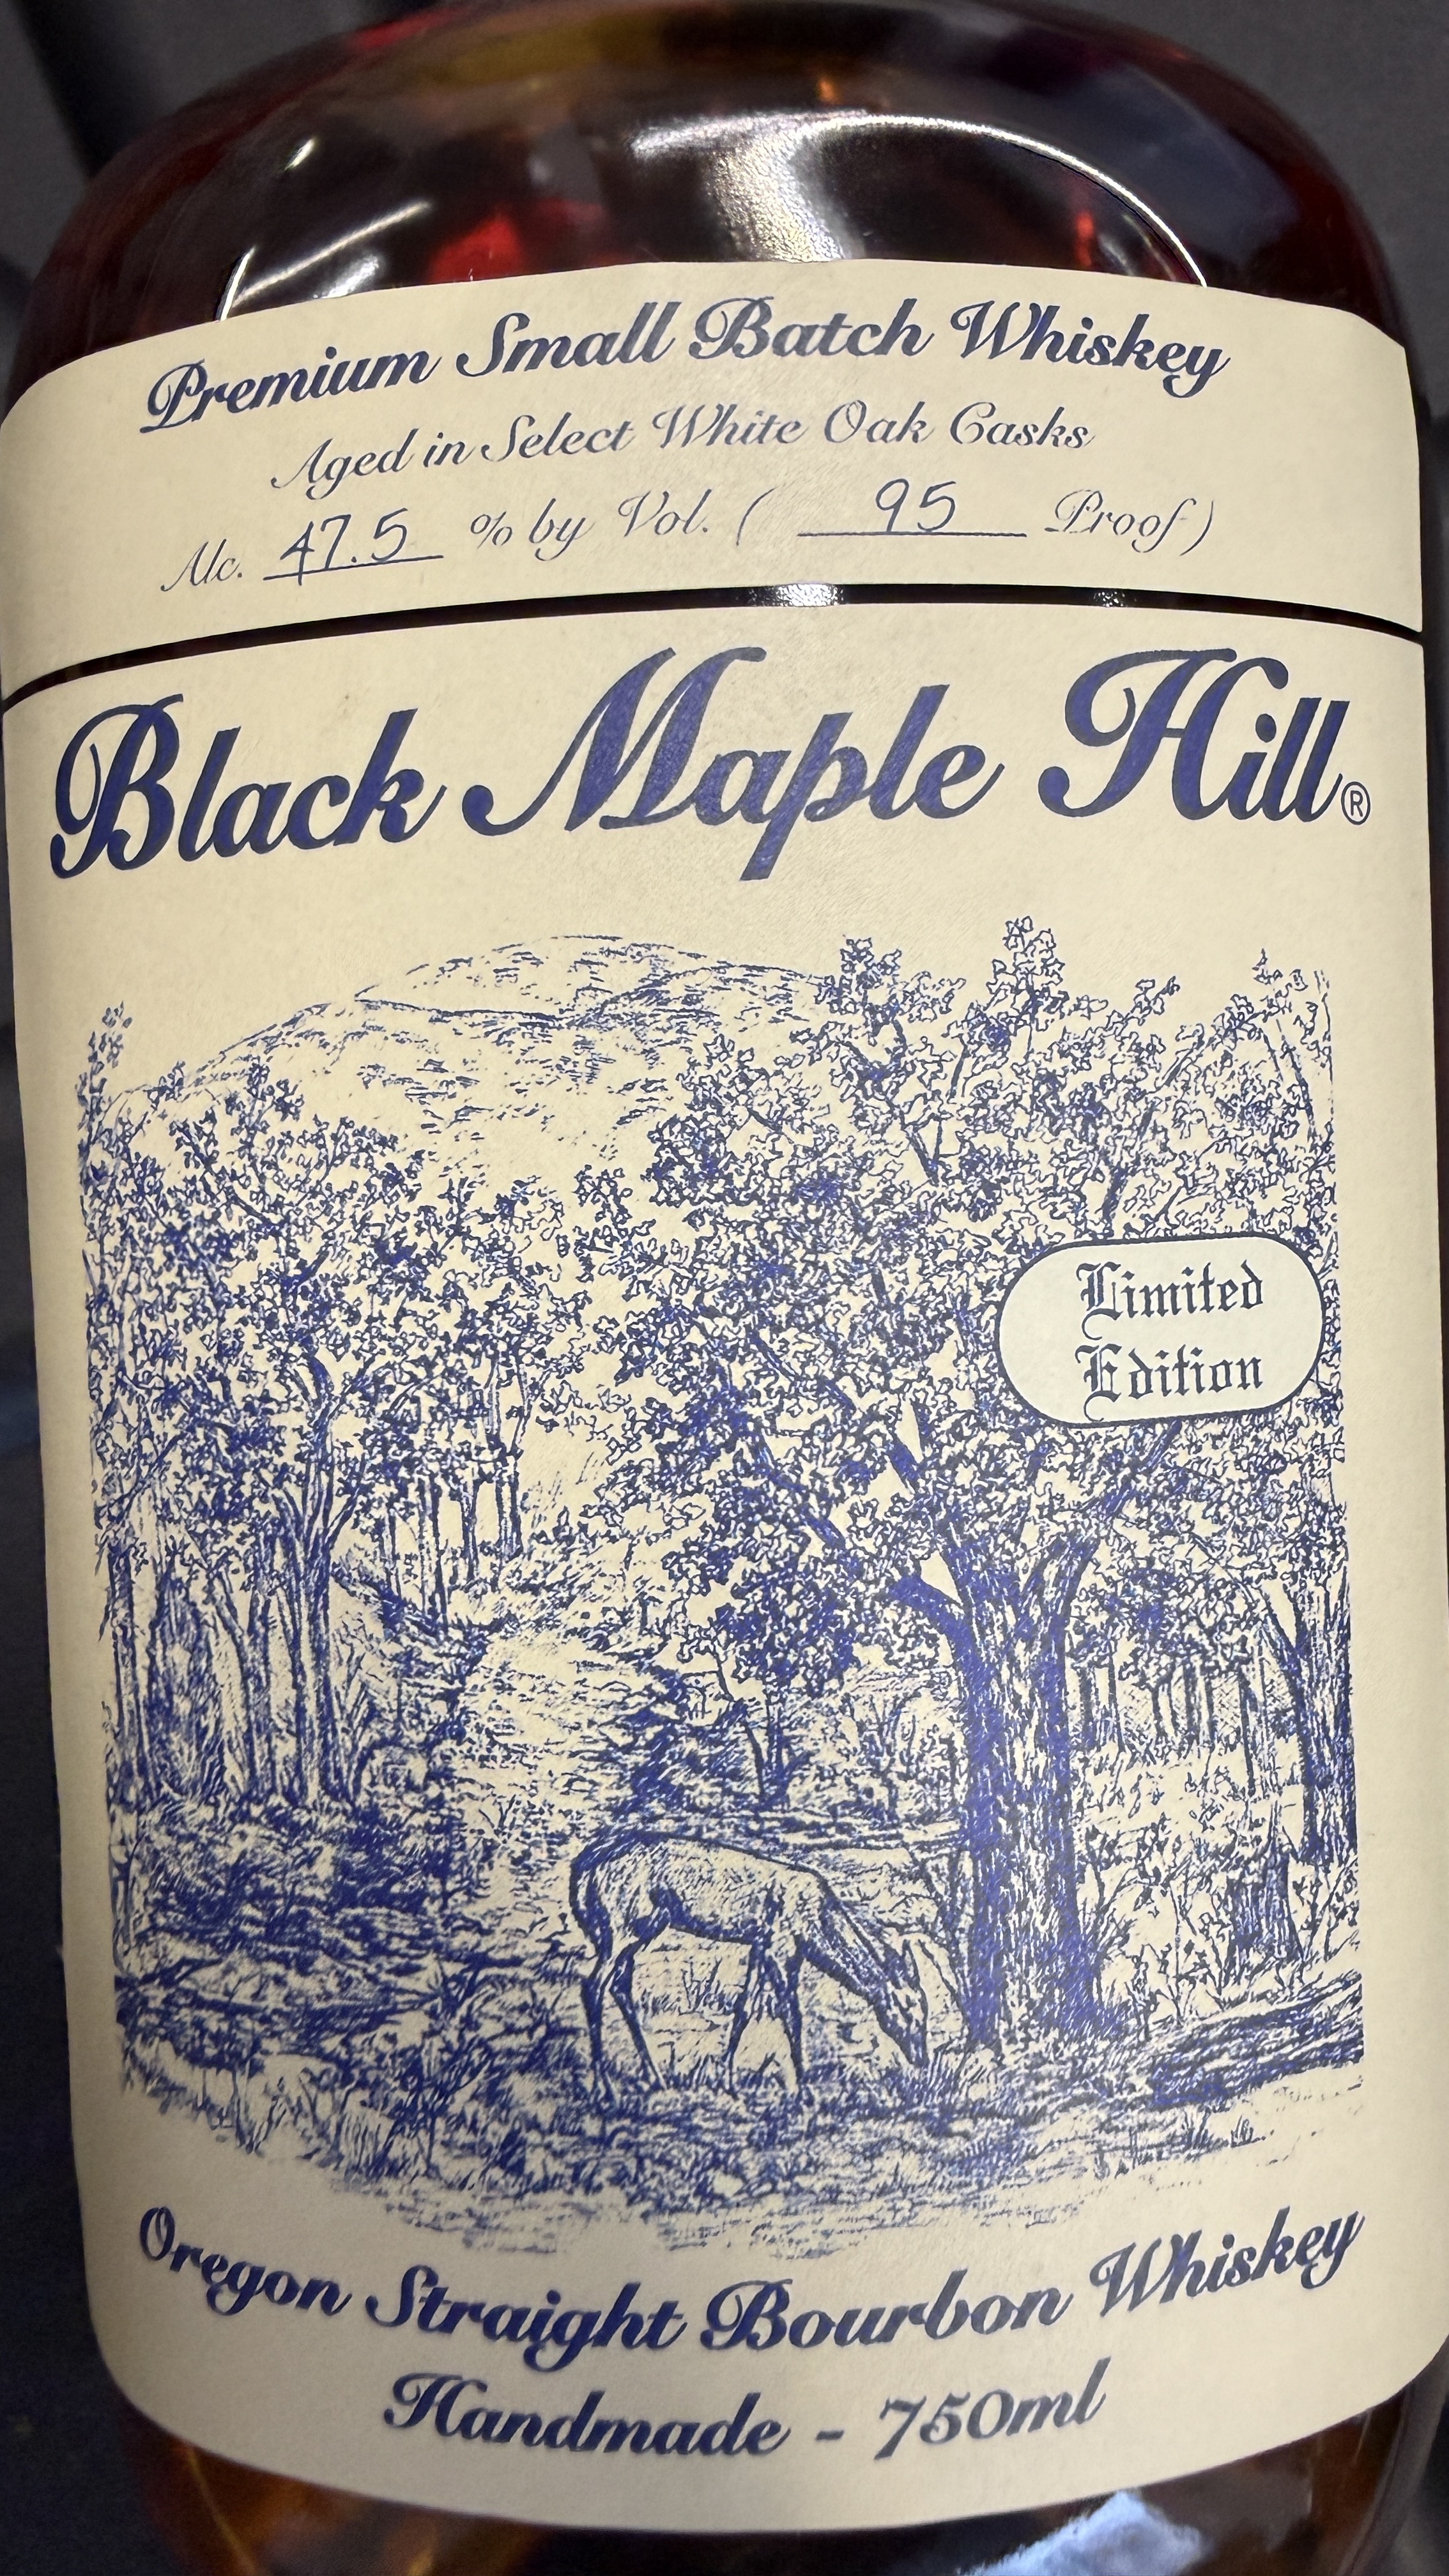 Premium Small Batch Whiskey
Aged in Select White Oak Casks
Alc. 47.5 % by Vol. ( 95 Proof )
Black Maple Hill®
Limited
Edition
Oregon Straight Bourbon Whiskey
Handmade - 750ml